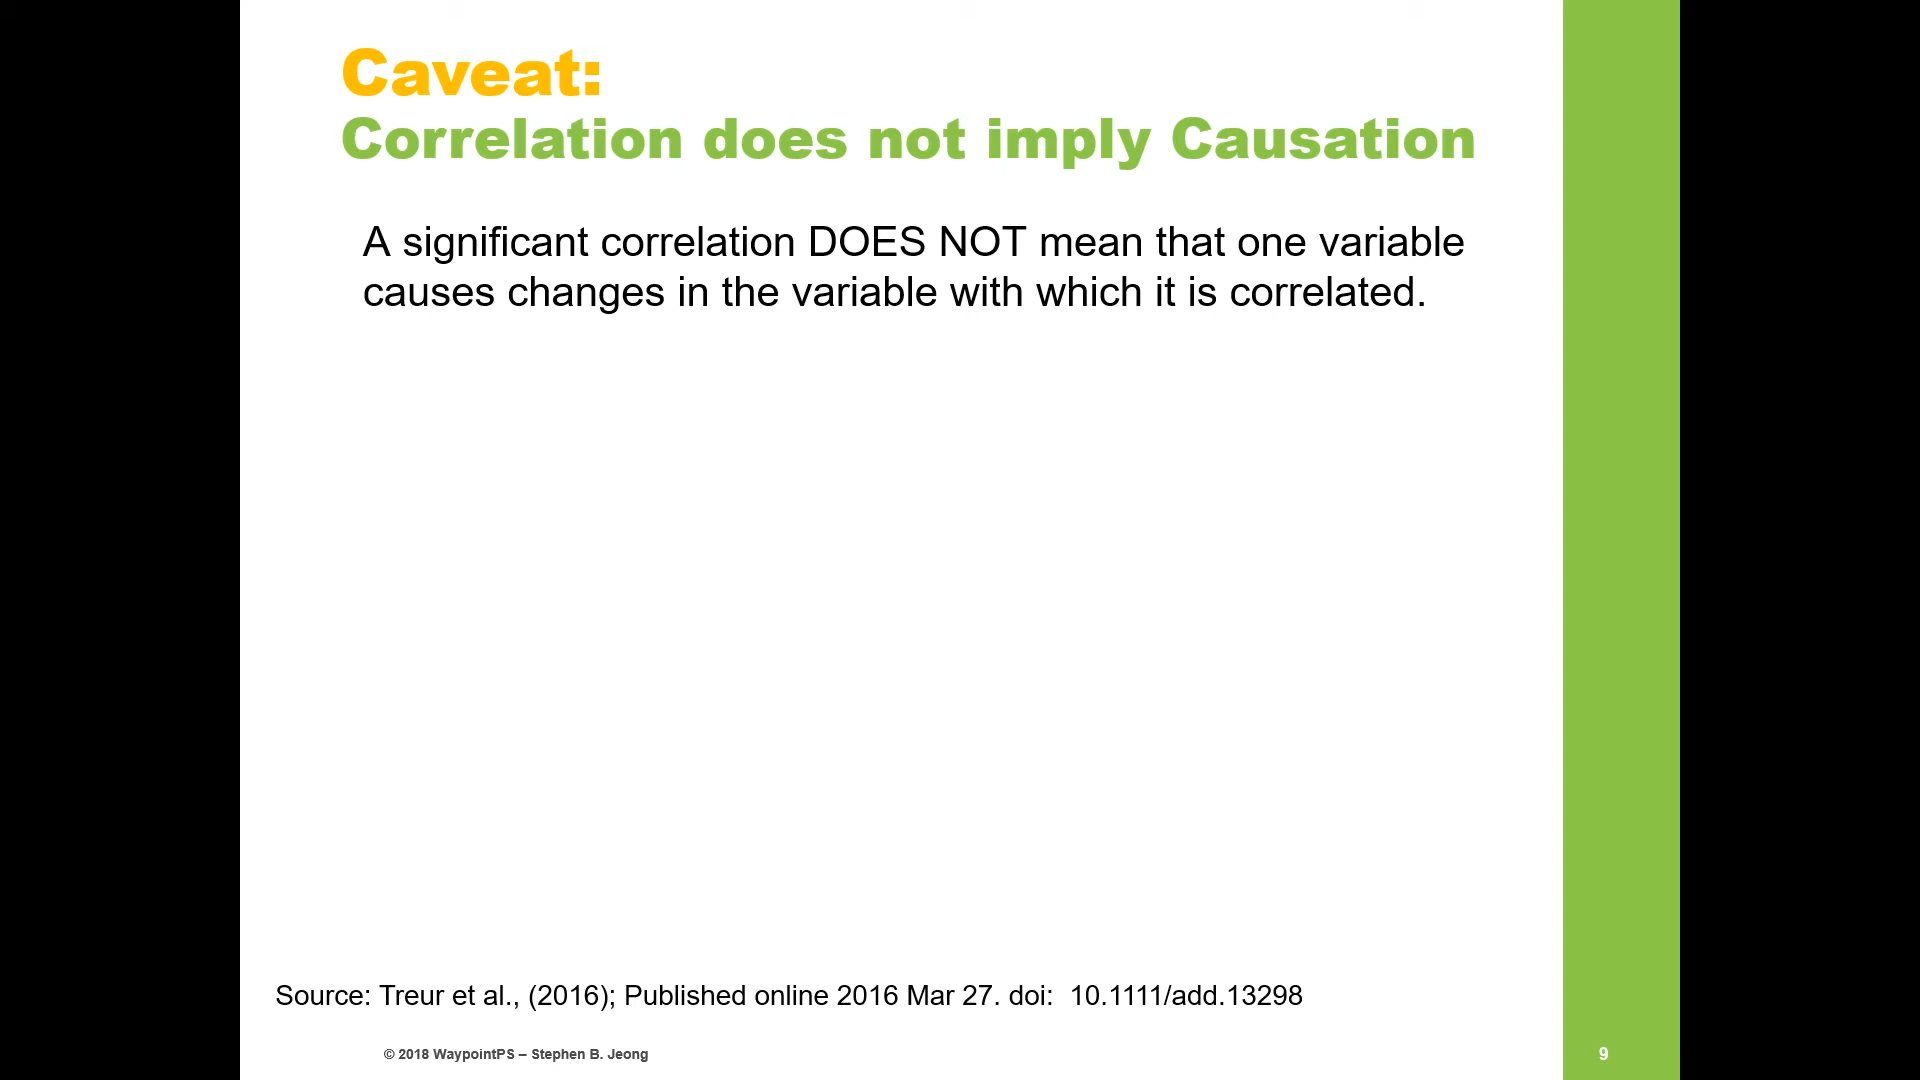 Caveat:
Correlation does not imply Causation
A significant correlation DOES NOT mean that one variable
causes changes in the variable with which it is correlated.
Source: Treur et al., (2016); Published online 2016 Mar 27. doi:  10.1111/add.13298
© 2018 WaypointPS – Stephen B. Jeong
9